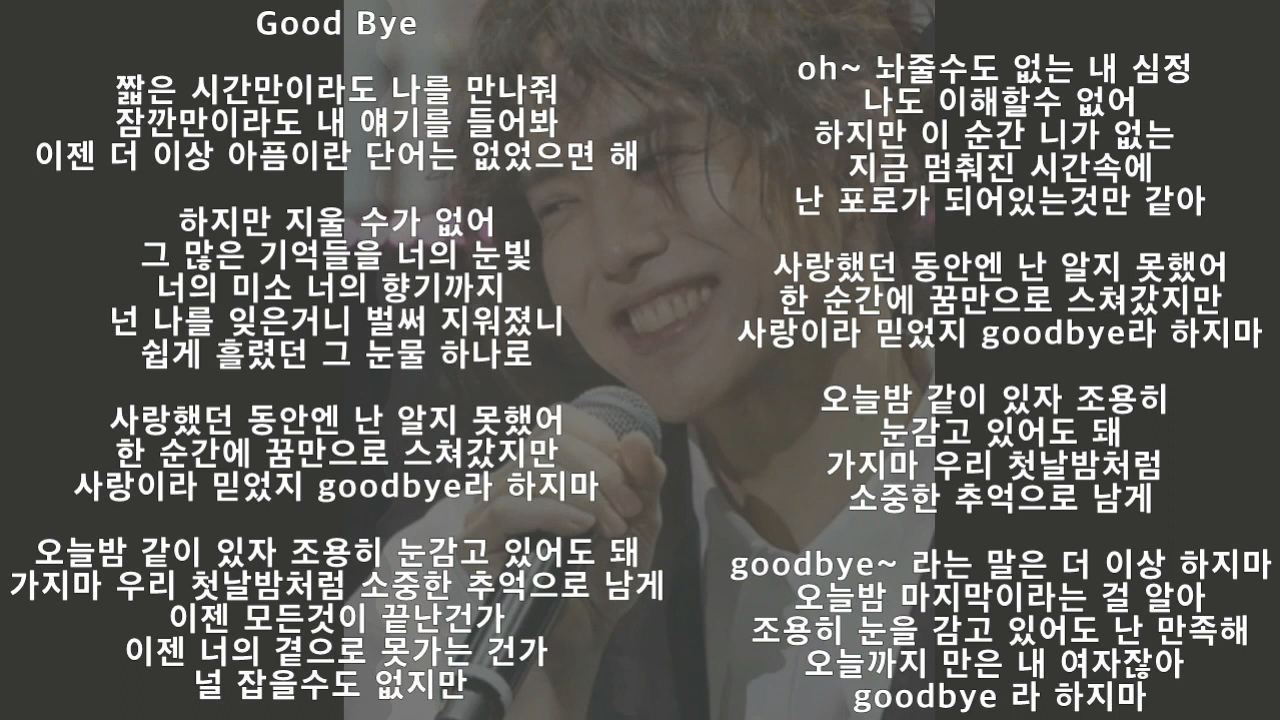 Good Bye
짧은 시간만이라도 나를 만나줘
잠깐만이라도 내 얘기를 들어봐
이젠 더 이상 아픔이란 단어는 없었으면 해
하지만 지울 수가 없어
그 많은 기억들을 너의 눈빛
너의 미소 너의 향기까지
넌 나를 잊은거니 벌써 지워졌니
쉽게 흘렸던 그 눈물 하나로
사랑했던 동안엔 난 알지 못했어
한 순간에 꿈만으로 스쳐갔지만
사랑이라 믿었지 goodbye라 하지마
오늘밤 같이 있자 조용히 눈감고 있어도 돼
가지마 우리 첫날밤처럼 소중한 추억으로 남게
이젠 모든것이 끝난건가
이젠 너의 곁으로 못가는 건가
널 잡을수도 없지만
oh~ 놔줄수도 없는 내 심정
나도 이해할수 없어
하지만 이 순간 니가 없는
지금 멈춰진 시간속에
난 포로가 되어있는것만 같아
사랑했던 동안엔 난 알지 못했어
한 순간에 꿈만으로 스쳐갔지만
사랑이라 믿었지 goodbye라 하지마
오늘밤 같이 있자 조용히
눈감고 있어도 돼
가지마 우리 첫날밤처럼
소중한 추억으로 남게
goodbye~ 라는 말은 더 이상 하지마
오늘밤 마지막이라는 걸 알아
조용히 눈을 감고 있어도 난 만족해
오늘까지 만은 내 여자잖아
goodbye 라 하지마